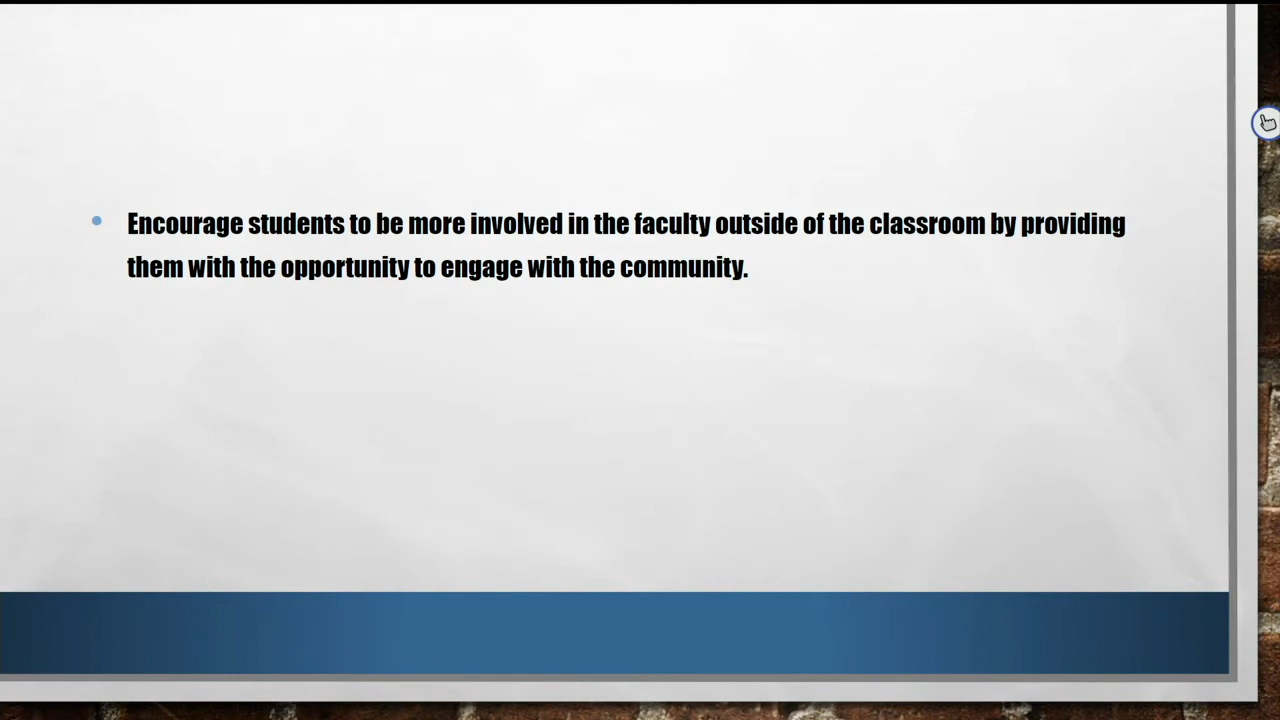 Encourage students to be more involved in the faculty outside of the classroom by providing
them with the opportunity to engage with the community.